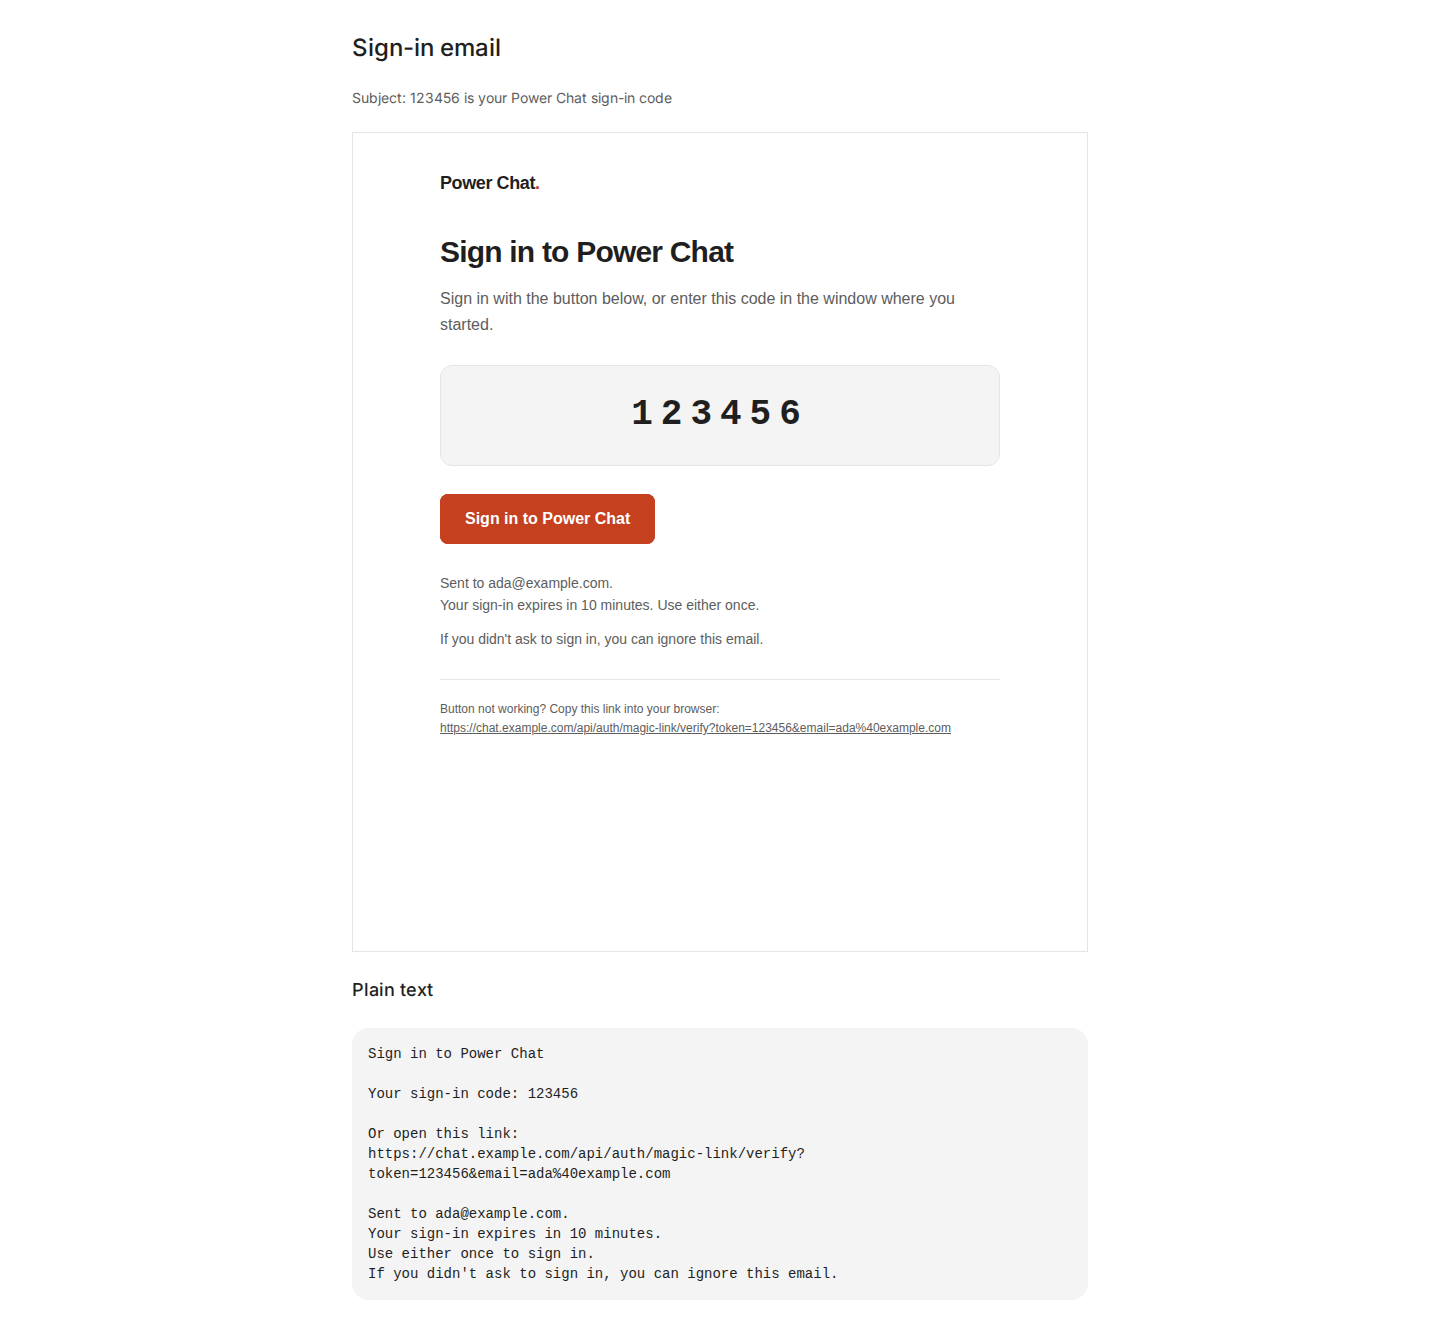 Sign-in email
Subject: 123456 is your Power Chat sign-in code
Power Chat.
Sign in to Power Chat
Sign in with the button below, or enter this code in the window where you
started.
123456
Sign in to Power Chat
Sent to ada@example.com.
Your sign-in expires in 10 minutes. Use either once.
If you didn't ask to sign in, you can ignore this email.
Button not working? Copy this link into your browser:
https://chat.example.com/api/auth/magic-link/verify?token=123456&email=ada%40example.com
Plain text
Sign in to Power Chat
Your sign-in code: 123456
Or open this link:
https://chat.example.com/api/auth/magic-link/verify?
token=123456&email=ada%40example.com
Sent to ada@example.com.
Your sign-in expires in 10 minutes.
Use either once to sign in.
If you didn't ask to sign in, you can ignore this email.